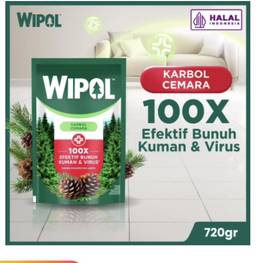 WIPOL
HALAL
INDONESIA
KARBOL
CEMARA
100X
Efektif Bunuh
Kuman & Virus
WIPOL
KARBOL
CEMARA
100X
EFEKTIF BUNUH
KUMAN & VIRUS
720gr